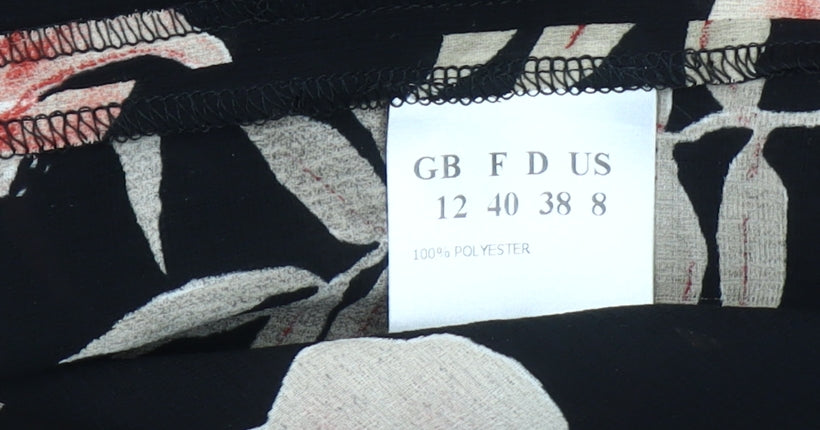 GB F D US
12 40 38 8
100% POLYESTER